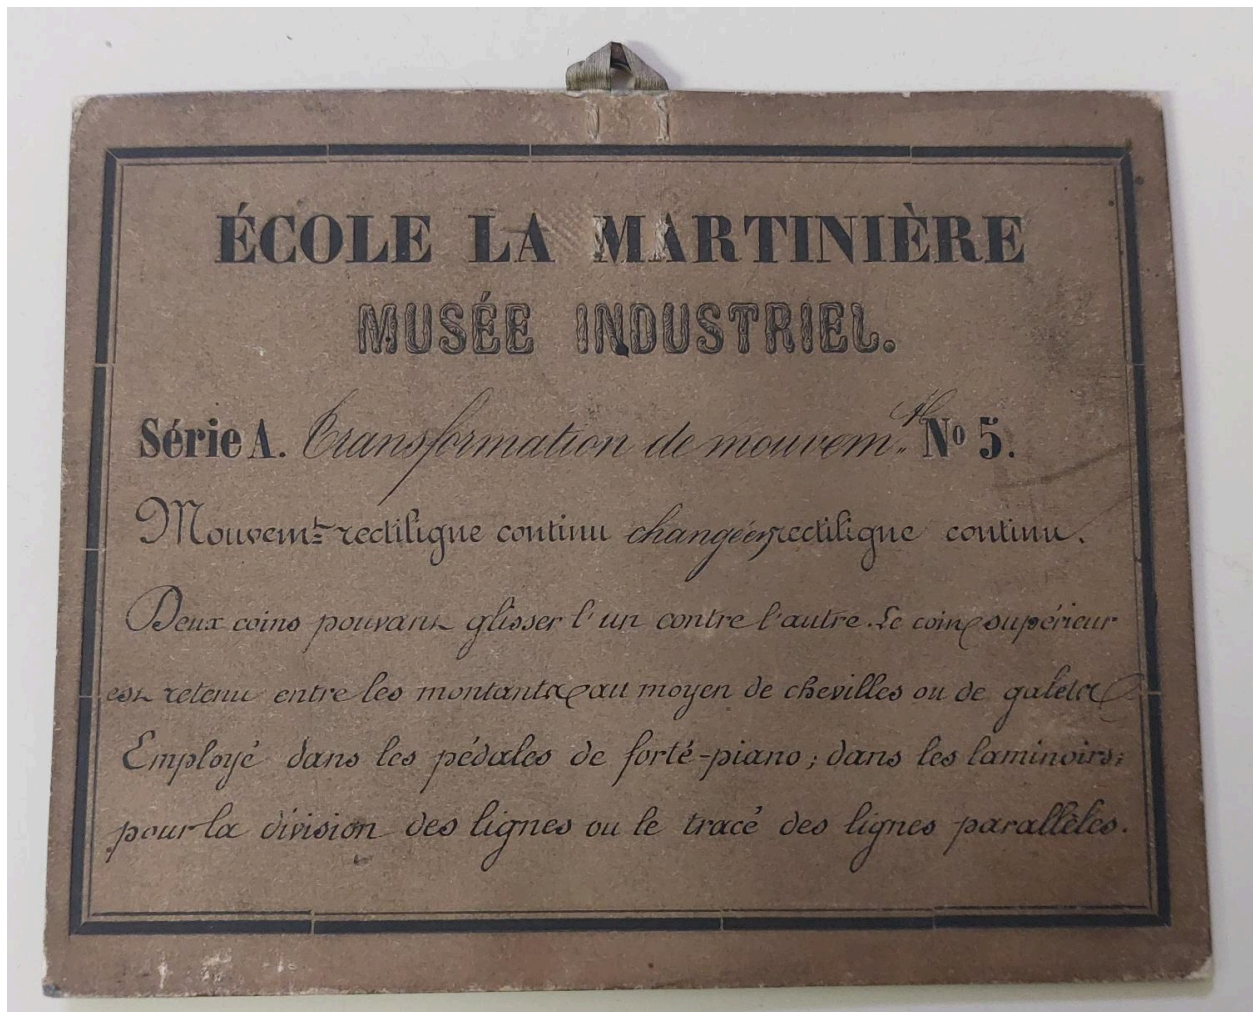 ÉCOLE LA MARTINIÈRE
MUSÉE INDUSTRIEL.
Série A. Transformation de mouvem.t No 5.
Mouvemt rectiligne continu changé en rectiligne continu.
Deux coins pouvant glisser l'un contre l'autre. Le coin supérieur
est retenu entre les montants au moyen de chevilles ou de galets
Employé dans les pédales de forté-piano; dans les laminoirs;
pour la division des lignes ou le tracé des lignes parallèles.